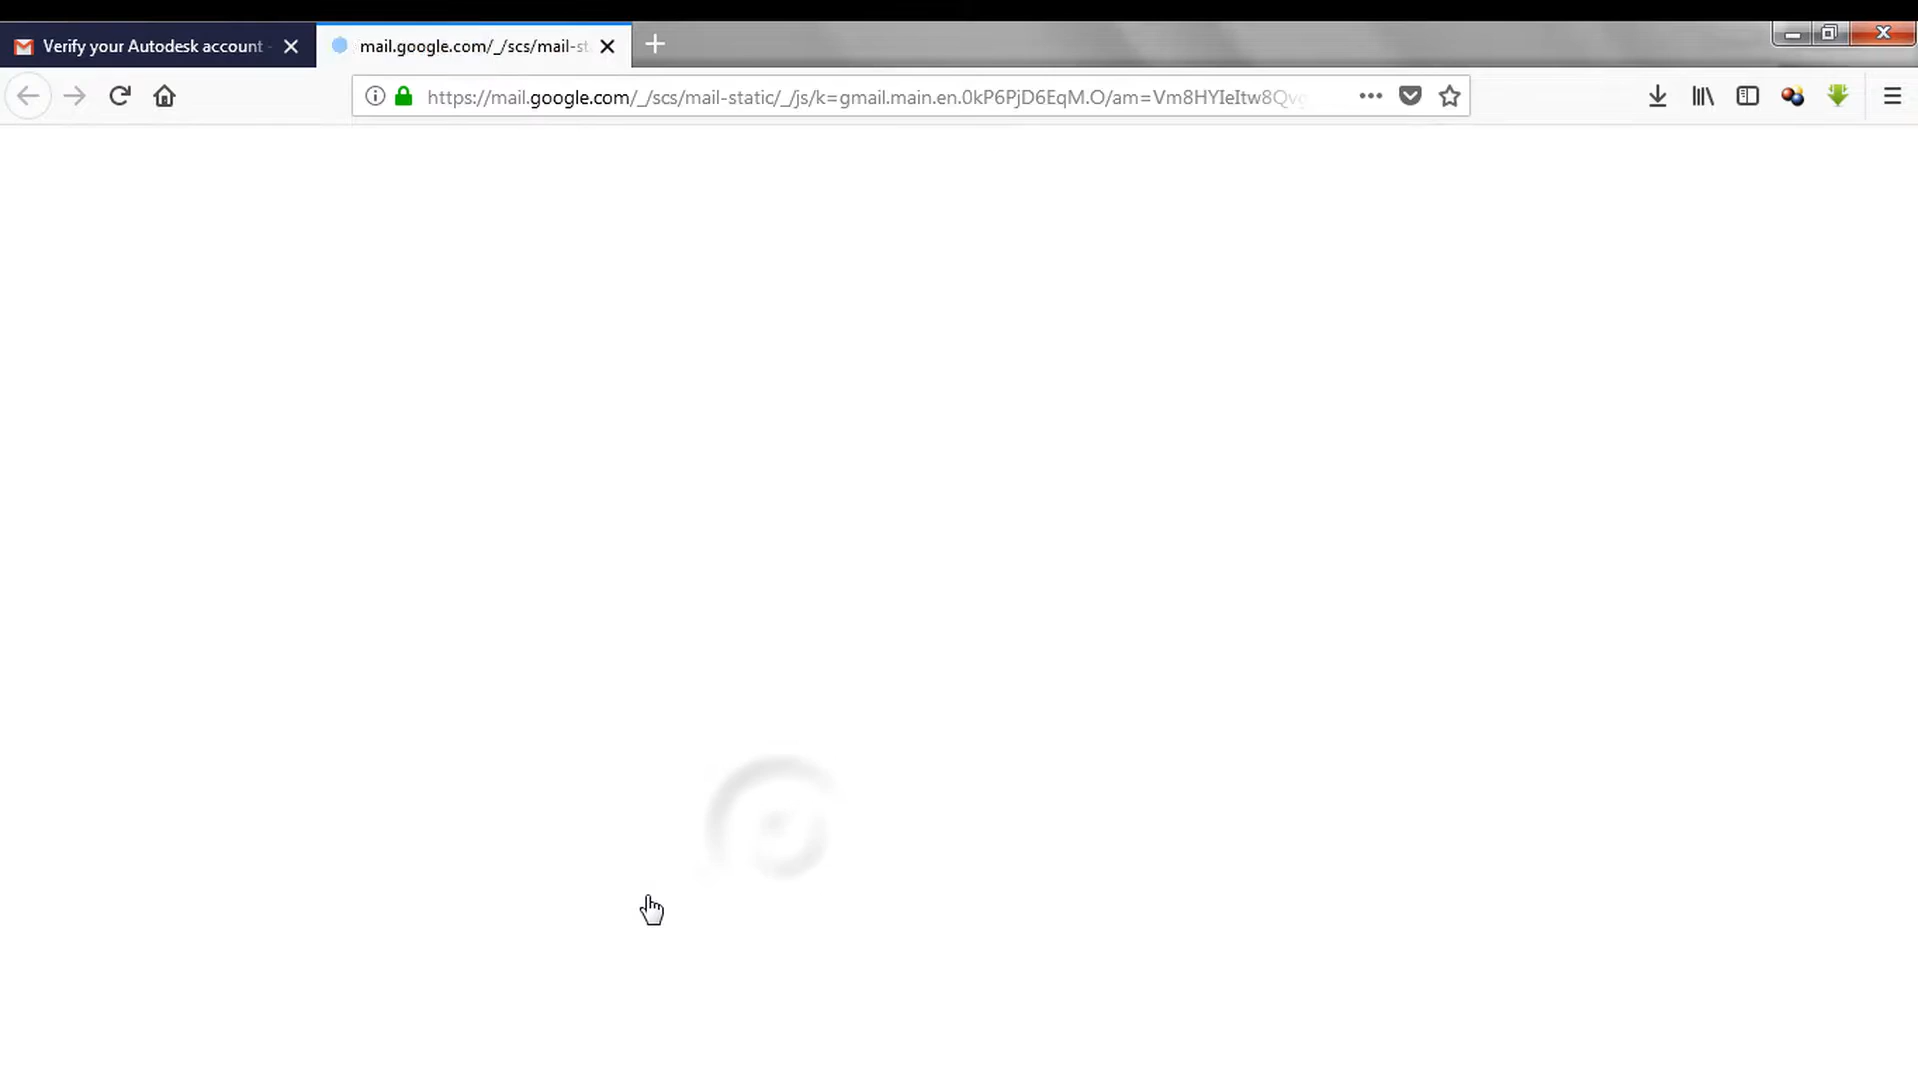 Verify your Autodesk account -
mail.google.com/_/scs/mail-st
https://mail.google.com/_/scs/mail-static/_/js/k=gmail.main.en.0kP6PjD6EqM.O/am=Vm8HYIeItw8Qvg